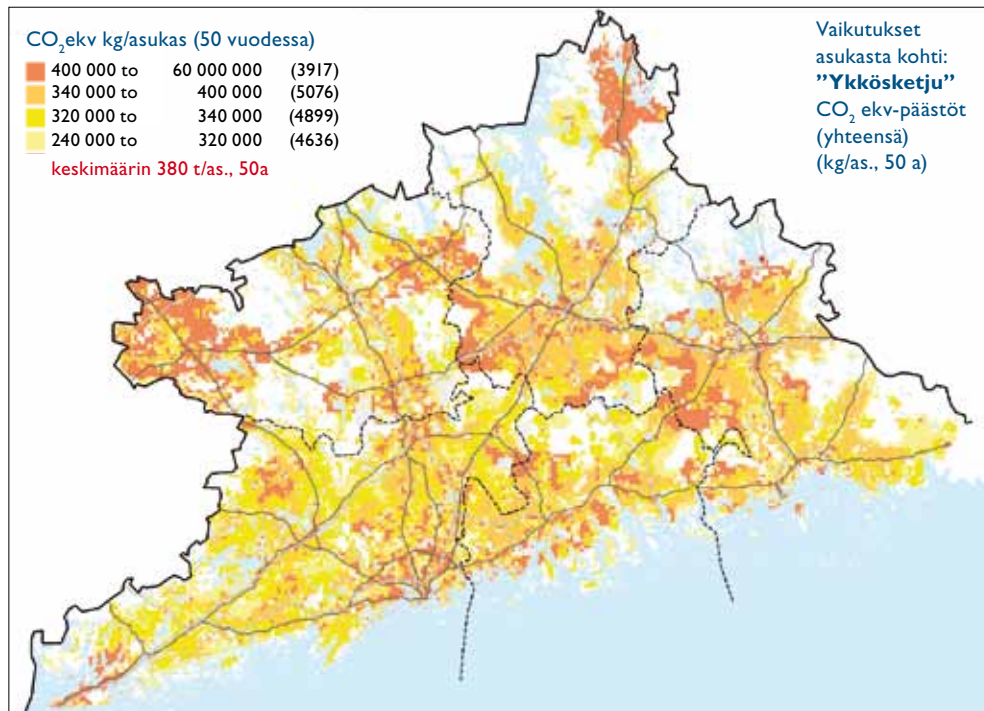 CO₂ekv kg/asukas (50 vuodessa)
400 000 to 60 000 000 (3917)
340 000 to 400 000 (5076)
320 000 to 340 000 (4899)
240 000 to 320 000 (4636)
keskimäärin 380 t/as., 50a
Vaikutukset
asukasta kohti:
”Ykkösketju”
CO₂ ekv-päästöt
(yhteensä)
(kg/as., 50 a)